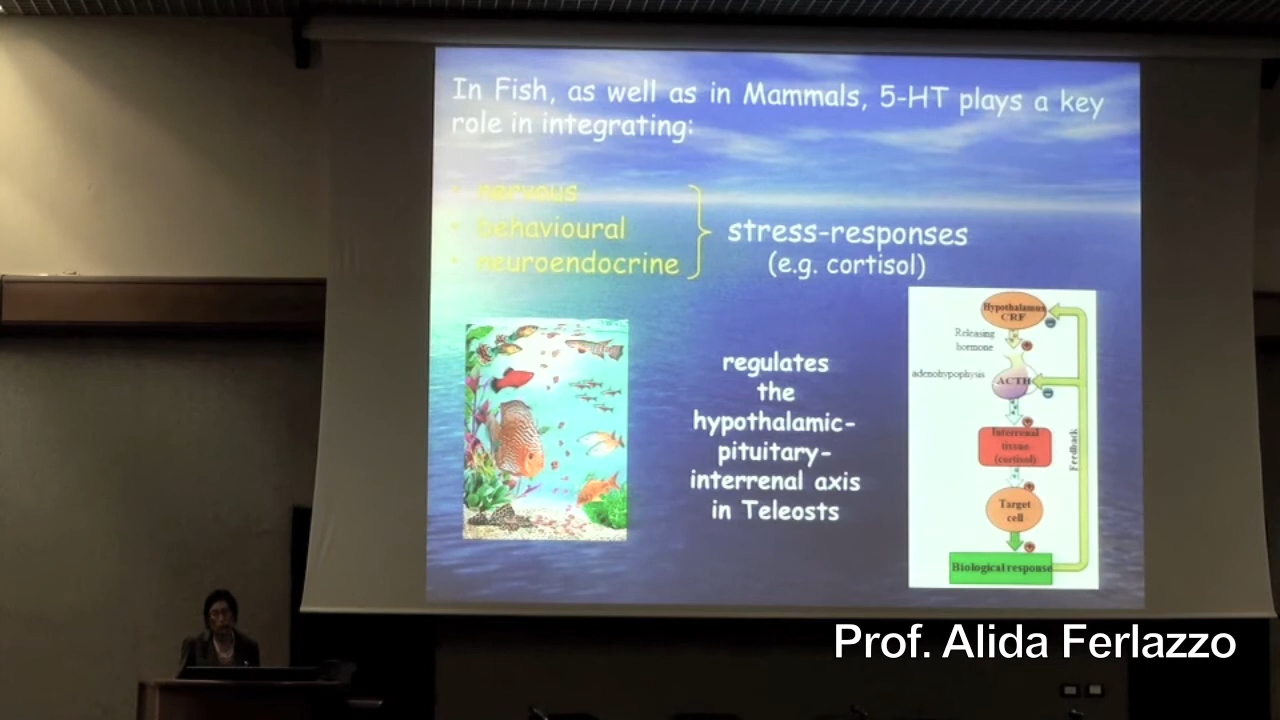 In Fish, as well as in Mammals, 5-HT plays a key
role in integrating:
• nervous
• behavioural
• neuroendocrine
stress-responses
(e.g. cortisol)
regulates
the
hypothalamic-
pituitary-
interrenal axis
in Teleosts
Hypothalamus
CRF
Releasing
hormone
adenohypophysis
ACTH
Interrenal
tissue
(cortisol)
Feedback
Target
cell
Biological response
Prof. Alida Ferlazzo